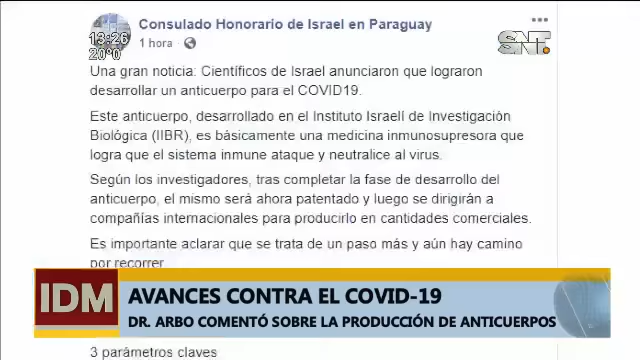 Consulado Honorario de Israel en Paraguay
1 hora
13:26
20°0
SNT.
Una gran noticia: Científicos de Israel anunciaron que lograron
desarrollar un anticuerpo para el COVID19.
Este anticuerpo, desarrollado en el Instituto Israelí de Investigación
Biológica (IIBR), es básicamente una medicina inmunosupresora que
logra que el sistema inmune ataque y neutralice al virus.
Según los investigadores, tras completar la fase de desarrollo del
anticuerpo, el mismo será ahora patentado y luego se dirigirán a
compañías internacionales para producirlo en cantidades comerciales.
Es importante aclarar que se trata de un paso más y aún hay camino
por recorrer
IDM
AVANCES CONTRA EL COVID-19
DR. ARBO COMENTÓ SOBRE LA PRODUCCIÓN DE ANTICUERPOS
3 parámetros claves